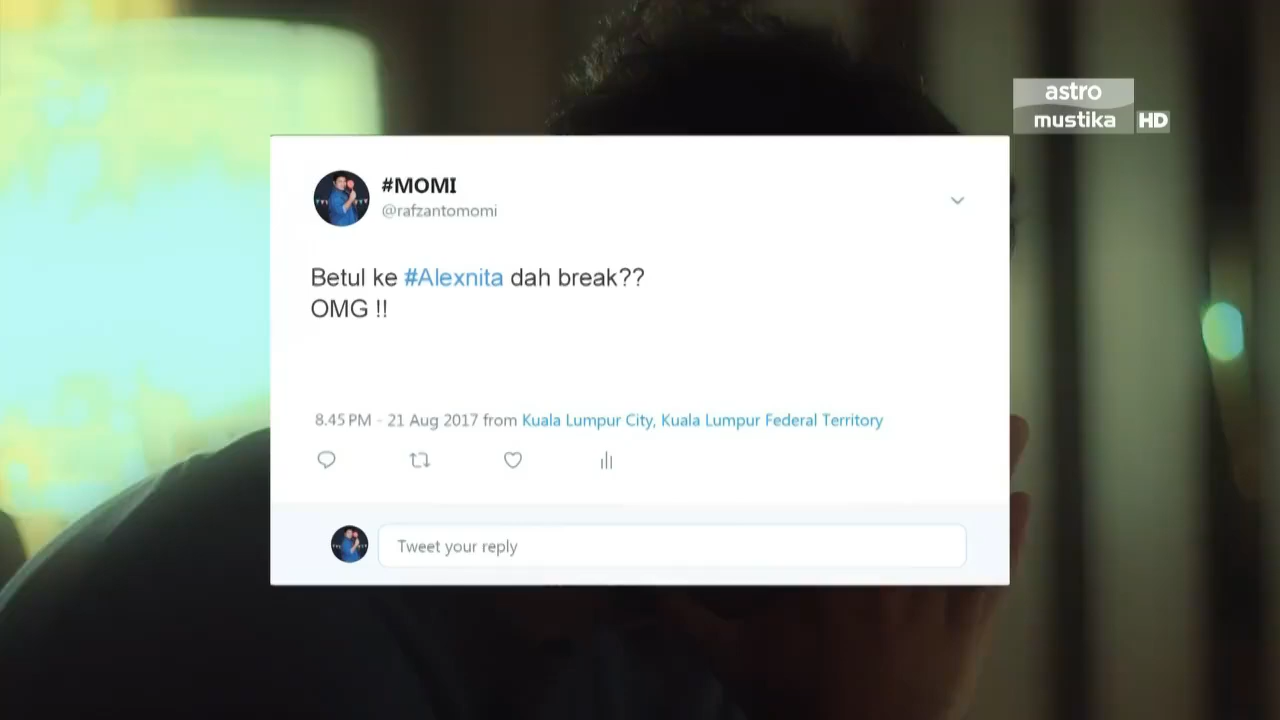 astro
mustika HD
#MOMI
@rafzantomomi
Betul ke #Alexnita dah break??
OMG !!
8.45 PM - 21 Aug 2017 from Kuala Lumpur City, Kuala Lumpur Federal Territory
Tweet your reply